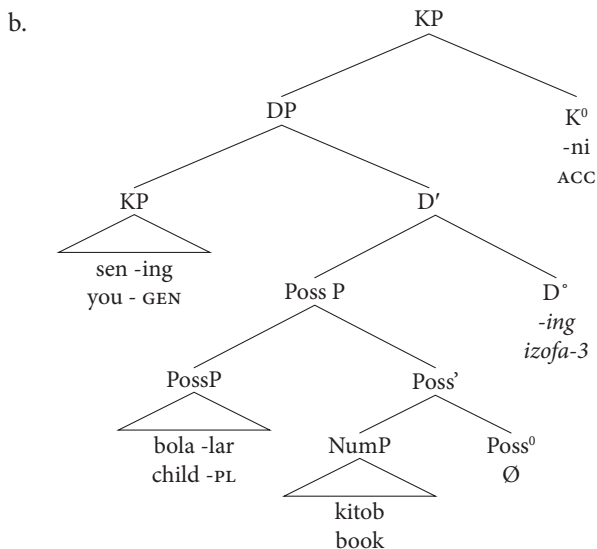 b.
KP
DP
K⁰
-ni
ACC
KP
D′
sen -ing
you - GEN
Poss P
D°
-ing
izofa-3
PossP
Poss’
bola -lar
child -PL
NumP
Poss⁰
Ø
kitob
book